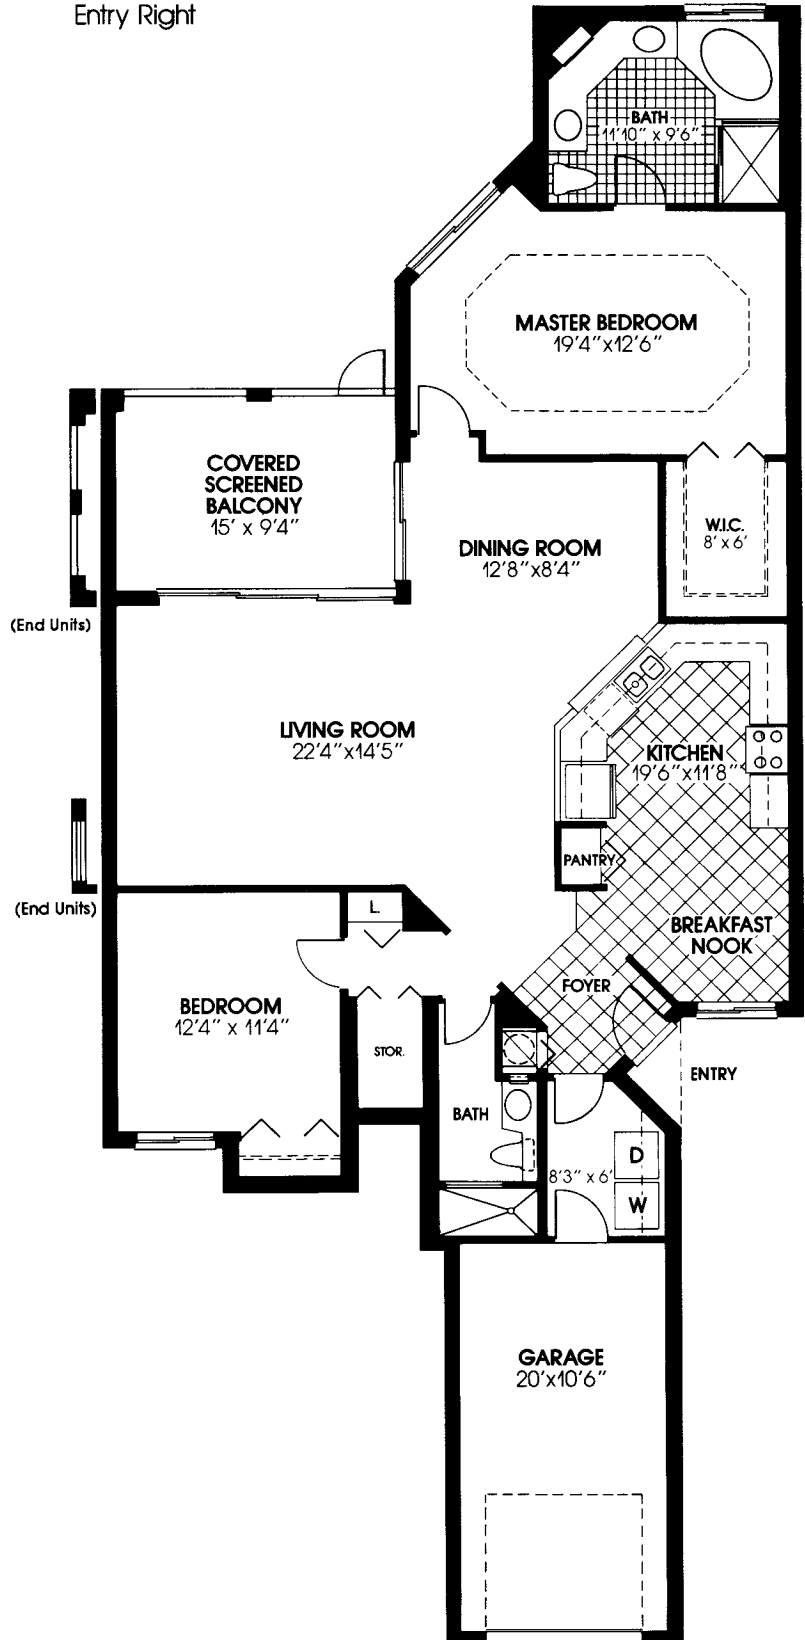 Entry Right
BATH
11'10" x 9'6"
MASTER BEDROOM
19'4"x12'6"
COVERED
SCREENED
BALCONY
15' x 9'4"
W.I.C.
8' x 6'
DINING ROOM
12'8"x8'4"
(End Units)
LIVING ROOM
22'4"x14'5"
KITCHEN
19'6"x11'8"
PANTRY
(End Units)
L.
BREAKFAST
NOOK
FOYER
BEDROOM
12'4" x 11'4"
STOR.
ENTRY
BATH
D
8'3" x 6'
W
GARAGE
20'x10'6"